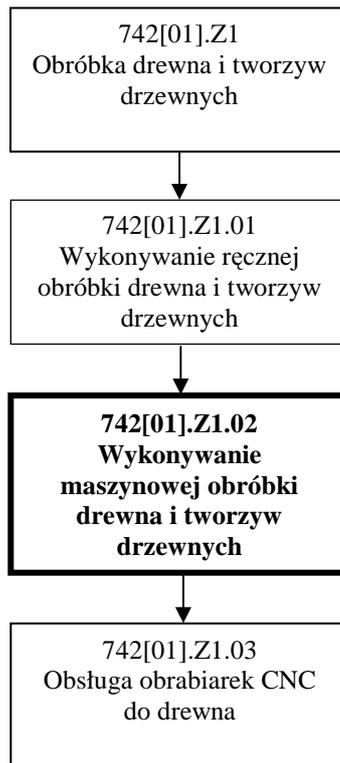 742[01].Z1
Obróbka drewna i tworzyw
drzewnych
742[01].Z1.01
Wykonywanie ręcznej
obróbki drewna i tworzyw
drzewnych
742[01].Z1.02
Wykonywanie
maszynowej obróbki
drewna i tworzyw
drzewnych
742[01].Z1.03
Obsługa obrabiarek CNC
do drewna